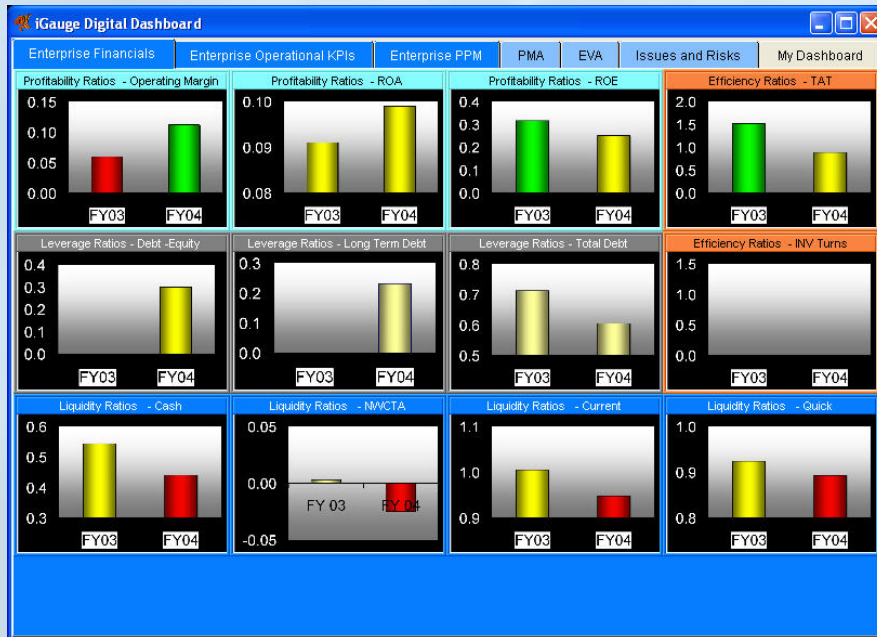 iGauge Digital Dashboard
Enterprise Financials Enterprise Operational KPIs Enterprise PPM PMA EVA Issues and Risks My Dashboard
Profitability Ratios - Operating Margin
0.15
0.10
0.05
0.00
FY03 FY04
Profitability Ratios - ROA
0.10
0.09
0.08
FY03 FY04
Profitability Ratios - ROE
0.4
0.3
0.2
0.1
0.0
FY03 FY04
Efficiency Ratios - TAT
2.0
1.5
1.0
0.5
0.0
FY03 FY04
Leverage Ratios - Debt -Equity
0.4
0.3
0.2
0.1
0.0
FY03 FY04
Leverage Ratios - Long Term Debt
0.3
0.2
0.1
0.0
FY03 FY04
Leverage Ratios - Total Debt
0.8
0.7
0.6
0.5
FY03 FY04
Efficiency Ratios - INV Turns
1.5
1.0
0.5
0.0
FY03 FY04
Liquidity Ratios - Cash
0.6
0.5
0.4
0.3
FY03 FY04
Liquidity Ratios - NWCTA
0.05
0.00
FY 03 FY 04
-0.05
Liquidity Ratios - Current
1.1
1.0
0.9
FY03 FY04
Liquidity Ratios - Quick
1.0
0.9
0.8
FY03 FY04